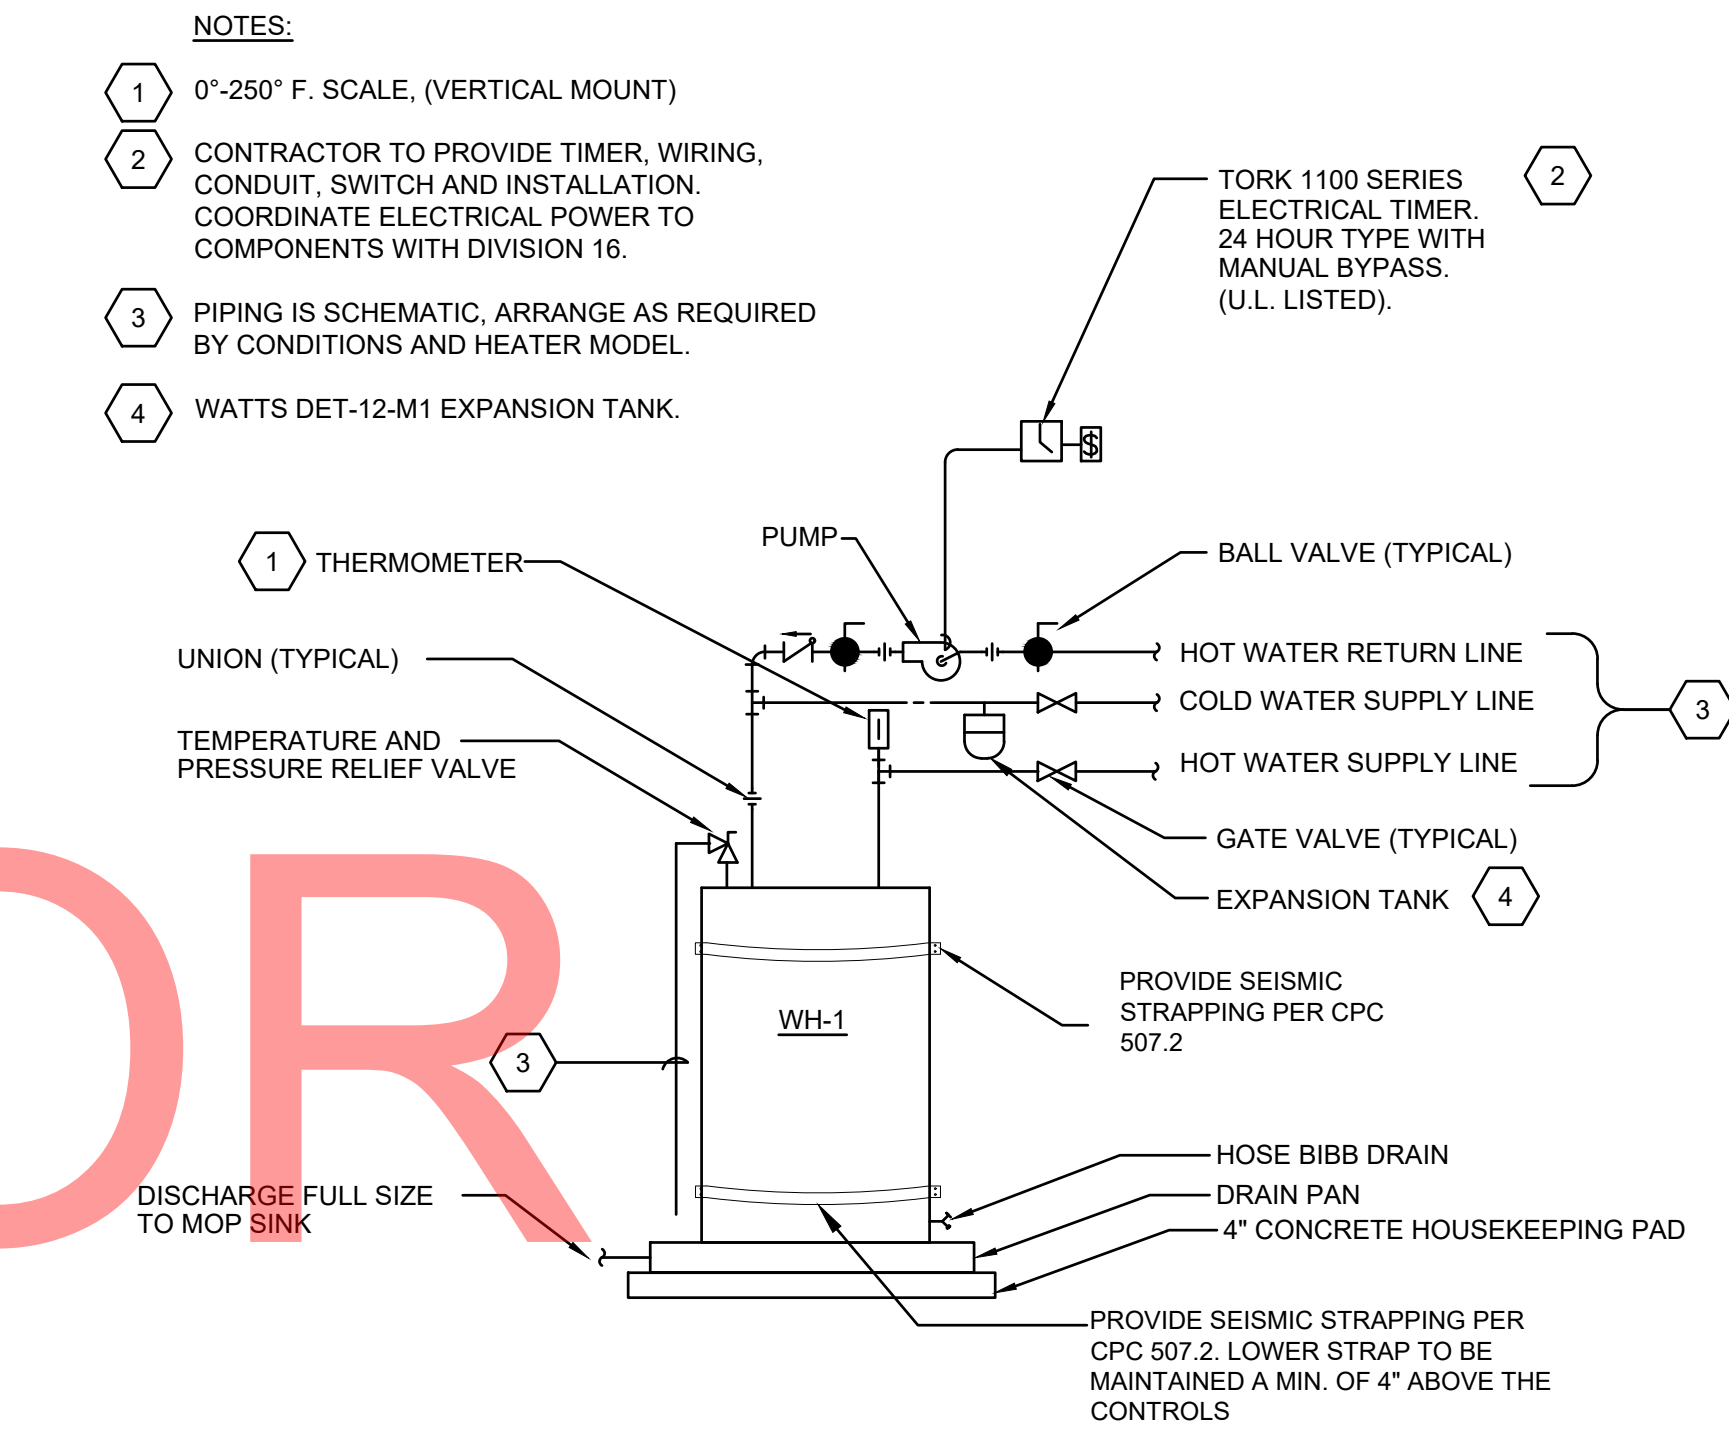 NOTES:
1
0°-250° F. SCALE, (VERTICAL MOUNT)
2
CONTRACTOR TO PROVIDE TIMER, WIRING,
CONDUIT, SWITCH AND INSTALLATION.
COORDINATE ELECTRICAL POWER TO
COMPONENTS WITH DIVISION 16.
3
PIPING IS SCHEMATIC, ARRANGE AS REQUIRED
BY CONDITIONS AND HEATER MODEL.
4
WATTS DET-12-M1 EXPANSION TANK.
TORK 1100 SERIES
ELECTRICAL TIMER.
24 HOUR TYPE WITH
MANUAL BYPASS.
(U.L. LISTED).
2
$
PUMP
1
THERMOMETER
BALL VALVE (TYPICAL)
UNION (TYPICAL)
HOT WATER RETURN LINE
COLD WATER SUPPLY LINE
3
TEMPERATURE AND
PRESSURE RELIEF VALVE
HOT WATER SUPPLY LINE
GATE VALVE (TYPICAL)
EXPANSION TANK
4
PROVIDE SEISMIC
STRAPPING PER CPC
507.2
WH-1
3
OR
HOSE BIBB DRAIN
DISCHARGE FULL SIZE
TO MOP SINK
DRAIN PAN
4" CONCRETE HOUSEKEEPING PAD
PROVIDE SEISMIC STRAPPING PER
CPC 507.2. LOWER STRAP TO BE
MAINTAINED A MIN. OF 4" ABOVE THE
CONTROLS